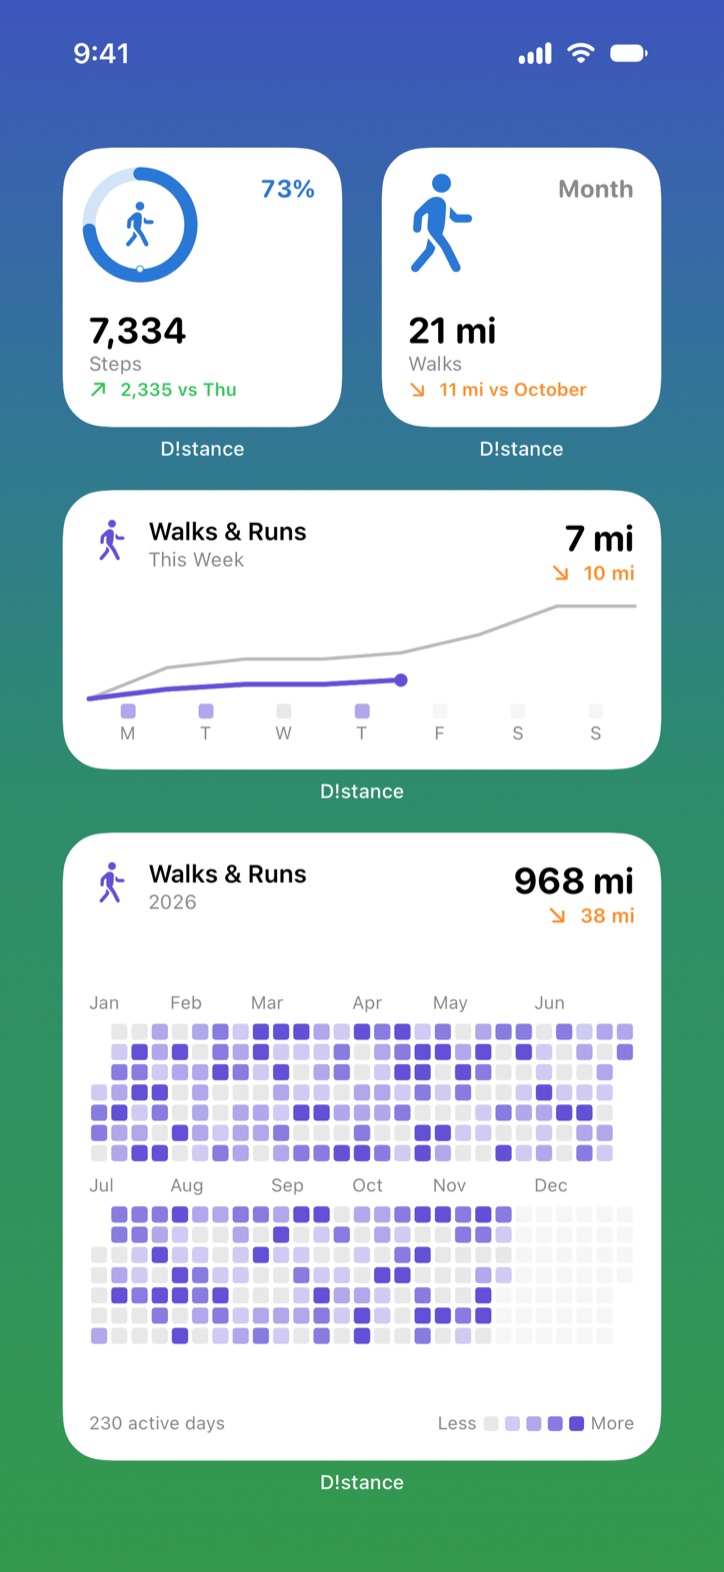 9:41
73%
7,334
Steps
2,335 vs Thu
D!stance
Month
21 mi
Walks
11 mi vs October
D!stance
Walks & Runs
This Week
7 mi
10 mi
M T W T F S S
D!stance
Walks & Runs
2026
968 mi
38 mi
Jan Feb Mar Apr May Jun
Jul Aug Sep Oct Nov Dec
230 active days
Less More
D!stance